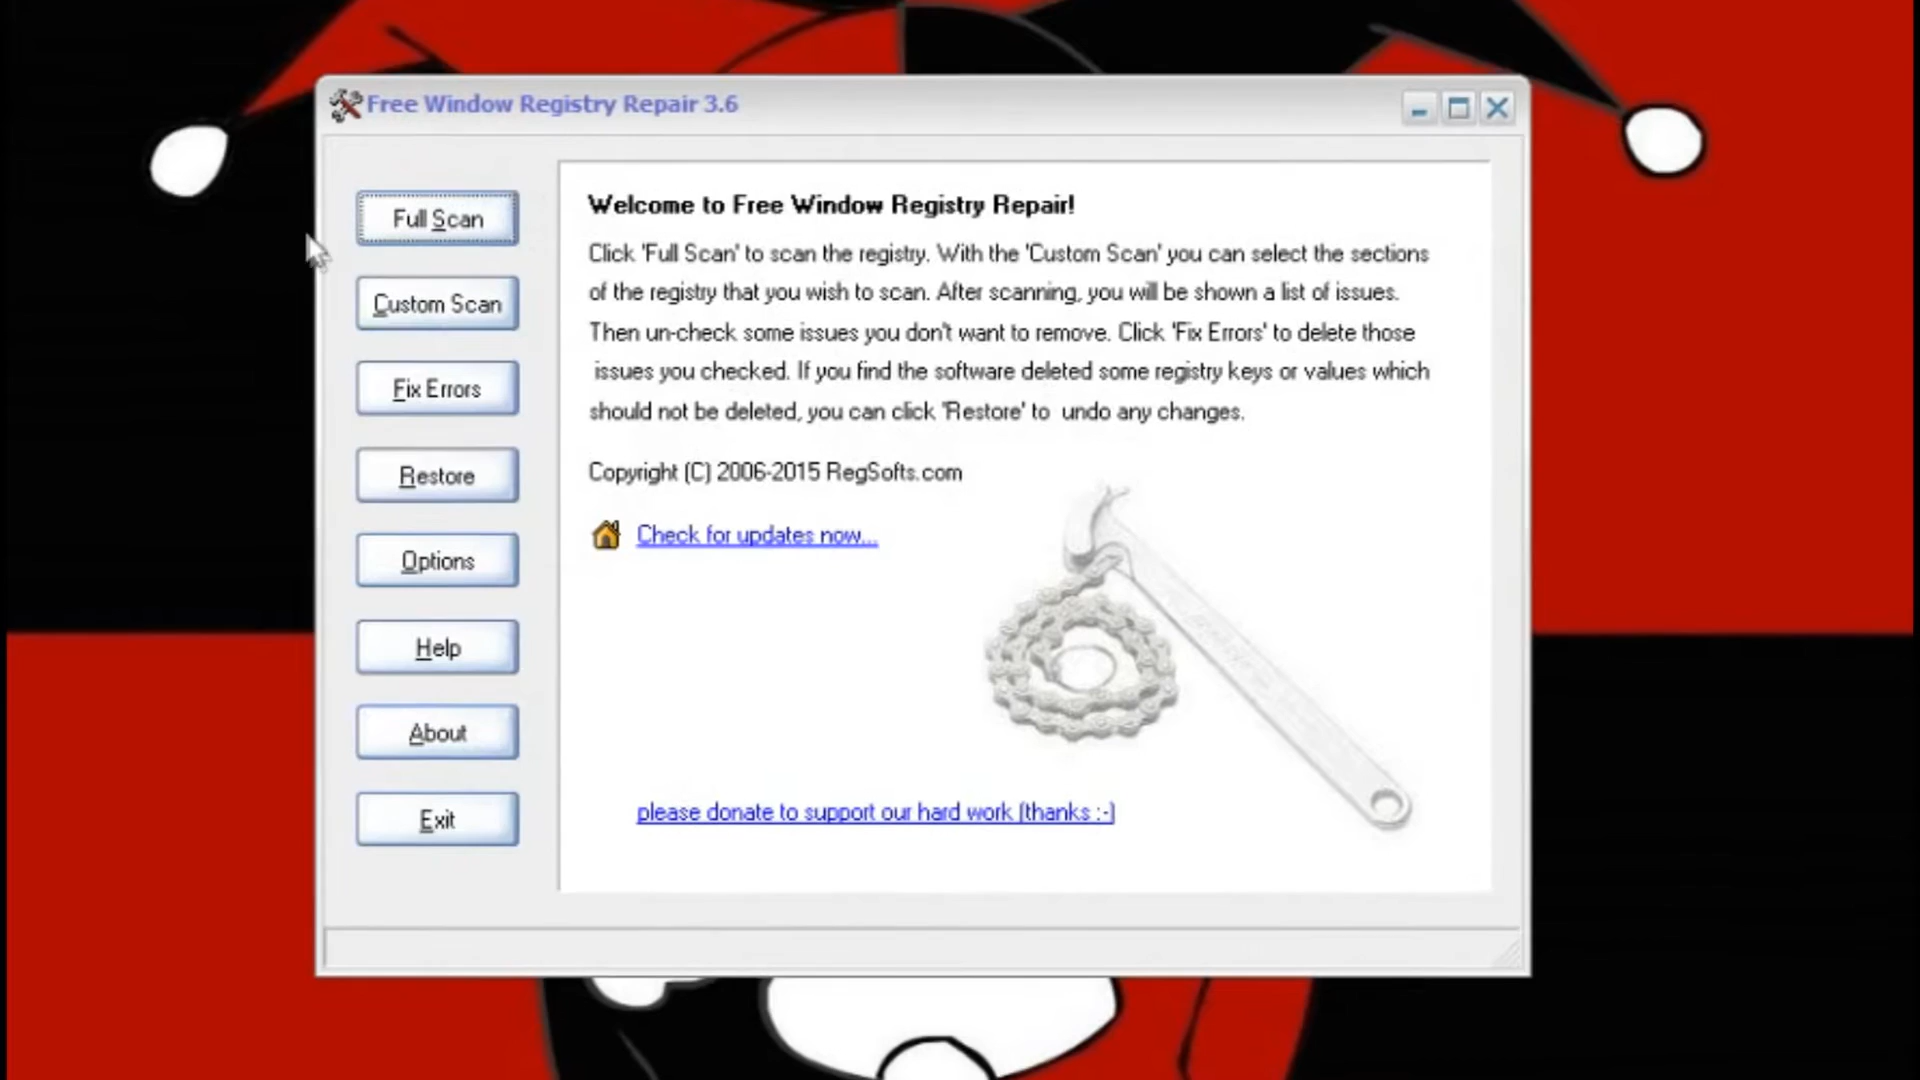 Free Window Registry Repair 3.6
Full Scan
Custom Scan
Fix Errors
Restore
Options
Help
About
Exit
Welcome to Free Window Registry Repair!
Click 'Full Scan' to scan the registry. With the 'Custom Scan' you can select the sections
of the registry that you wish to scan. After scanning, you will be shown a list of issues.
Then un-check some issues you don't want to remove. Click 'Fix Errors' to delete those
issues you checked. If you find the software deleted some registry keys or values which
should not be deleted, you can click 'Restore' to undo any changes.
Copyright (C) 2006-2015 RegSofts.com
Check for updates now...
please donate to support our hard work (thanks :-)